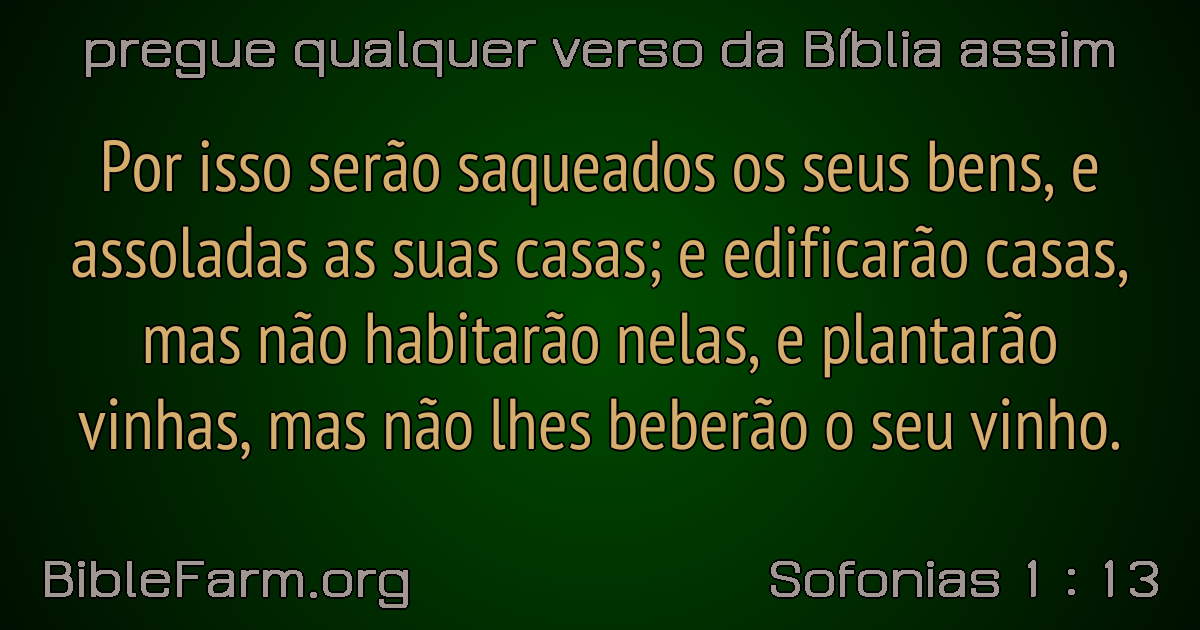 pregue qualquer verso da Bíblia assim
Por isso serão saqueados os seus bens, e
assoladas as suas casas; e edificarão casas,
mas não habitarão nelas, e plantarão
vinhas, mas não lhes beberão o seu vinho.
BibleFarm.org
Sofonias 1 : 13